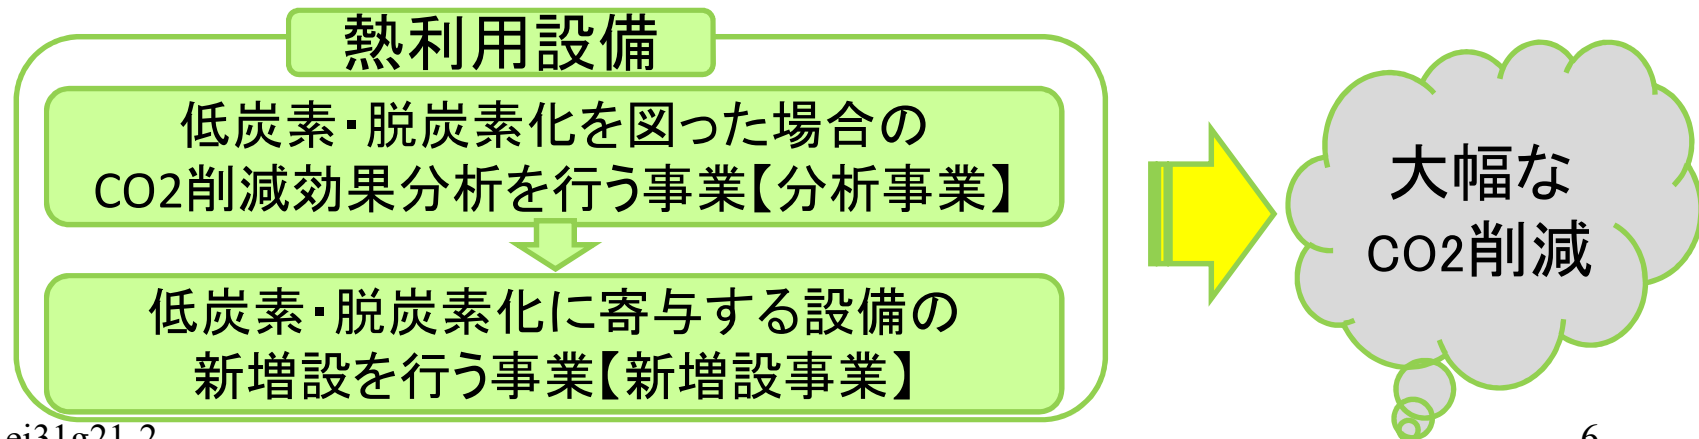 熱利用設備
低炭素・脱炭素化を図った場合の
CO2削減効果分析を行う事業【分析事業】
低炭素・脱炭素化に寄与する設備の
新増設を行う事業【新増設事業】
大幅な
CO2削減
ei31g21-2
6